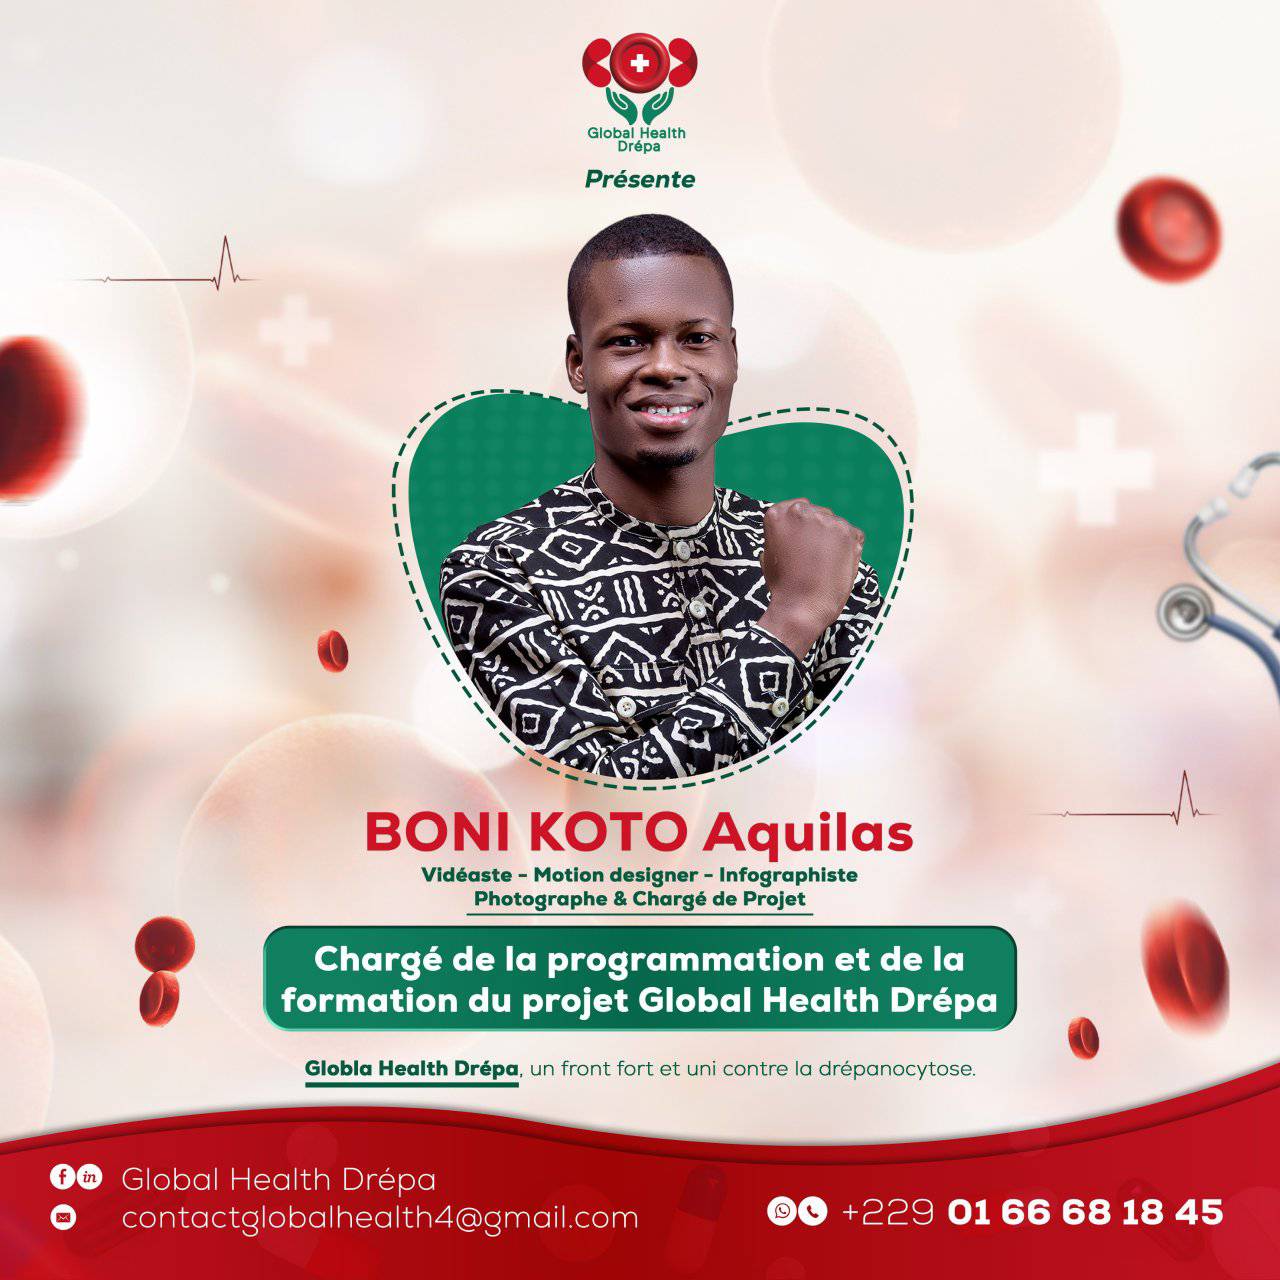 Global Health
Drépa
Présente
BONI KOTO Aquilas
Vidéaste - Motion designer - Infographiste
Photographe & Chargé de Projet
Chargé de la programmation et de la
formation du projet Global Health Drépa
Globla Health Drépa, un front fort et uni contre la drépanocytose.
f in Global Health Drépa
contactglobalhealth4@gmail.com
+229 01 66 68 18 45